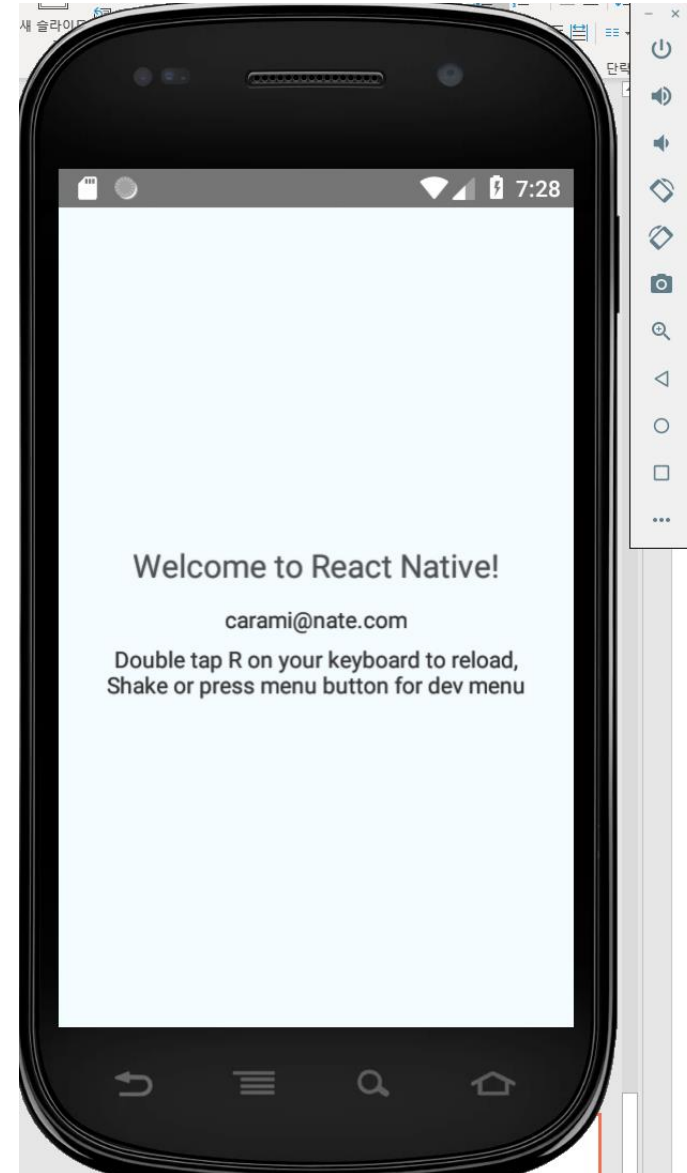 새 슬라이드
단락
7:28
Welcome to React Native!
carami@nate.com
Double tap R on your keyboard to reload,
Shake or press menu button for dev menu